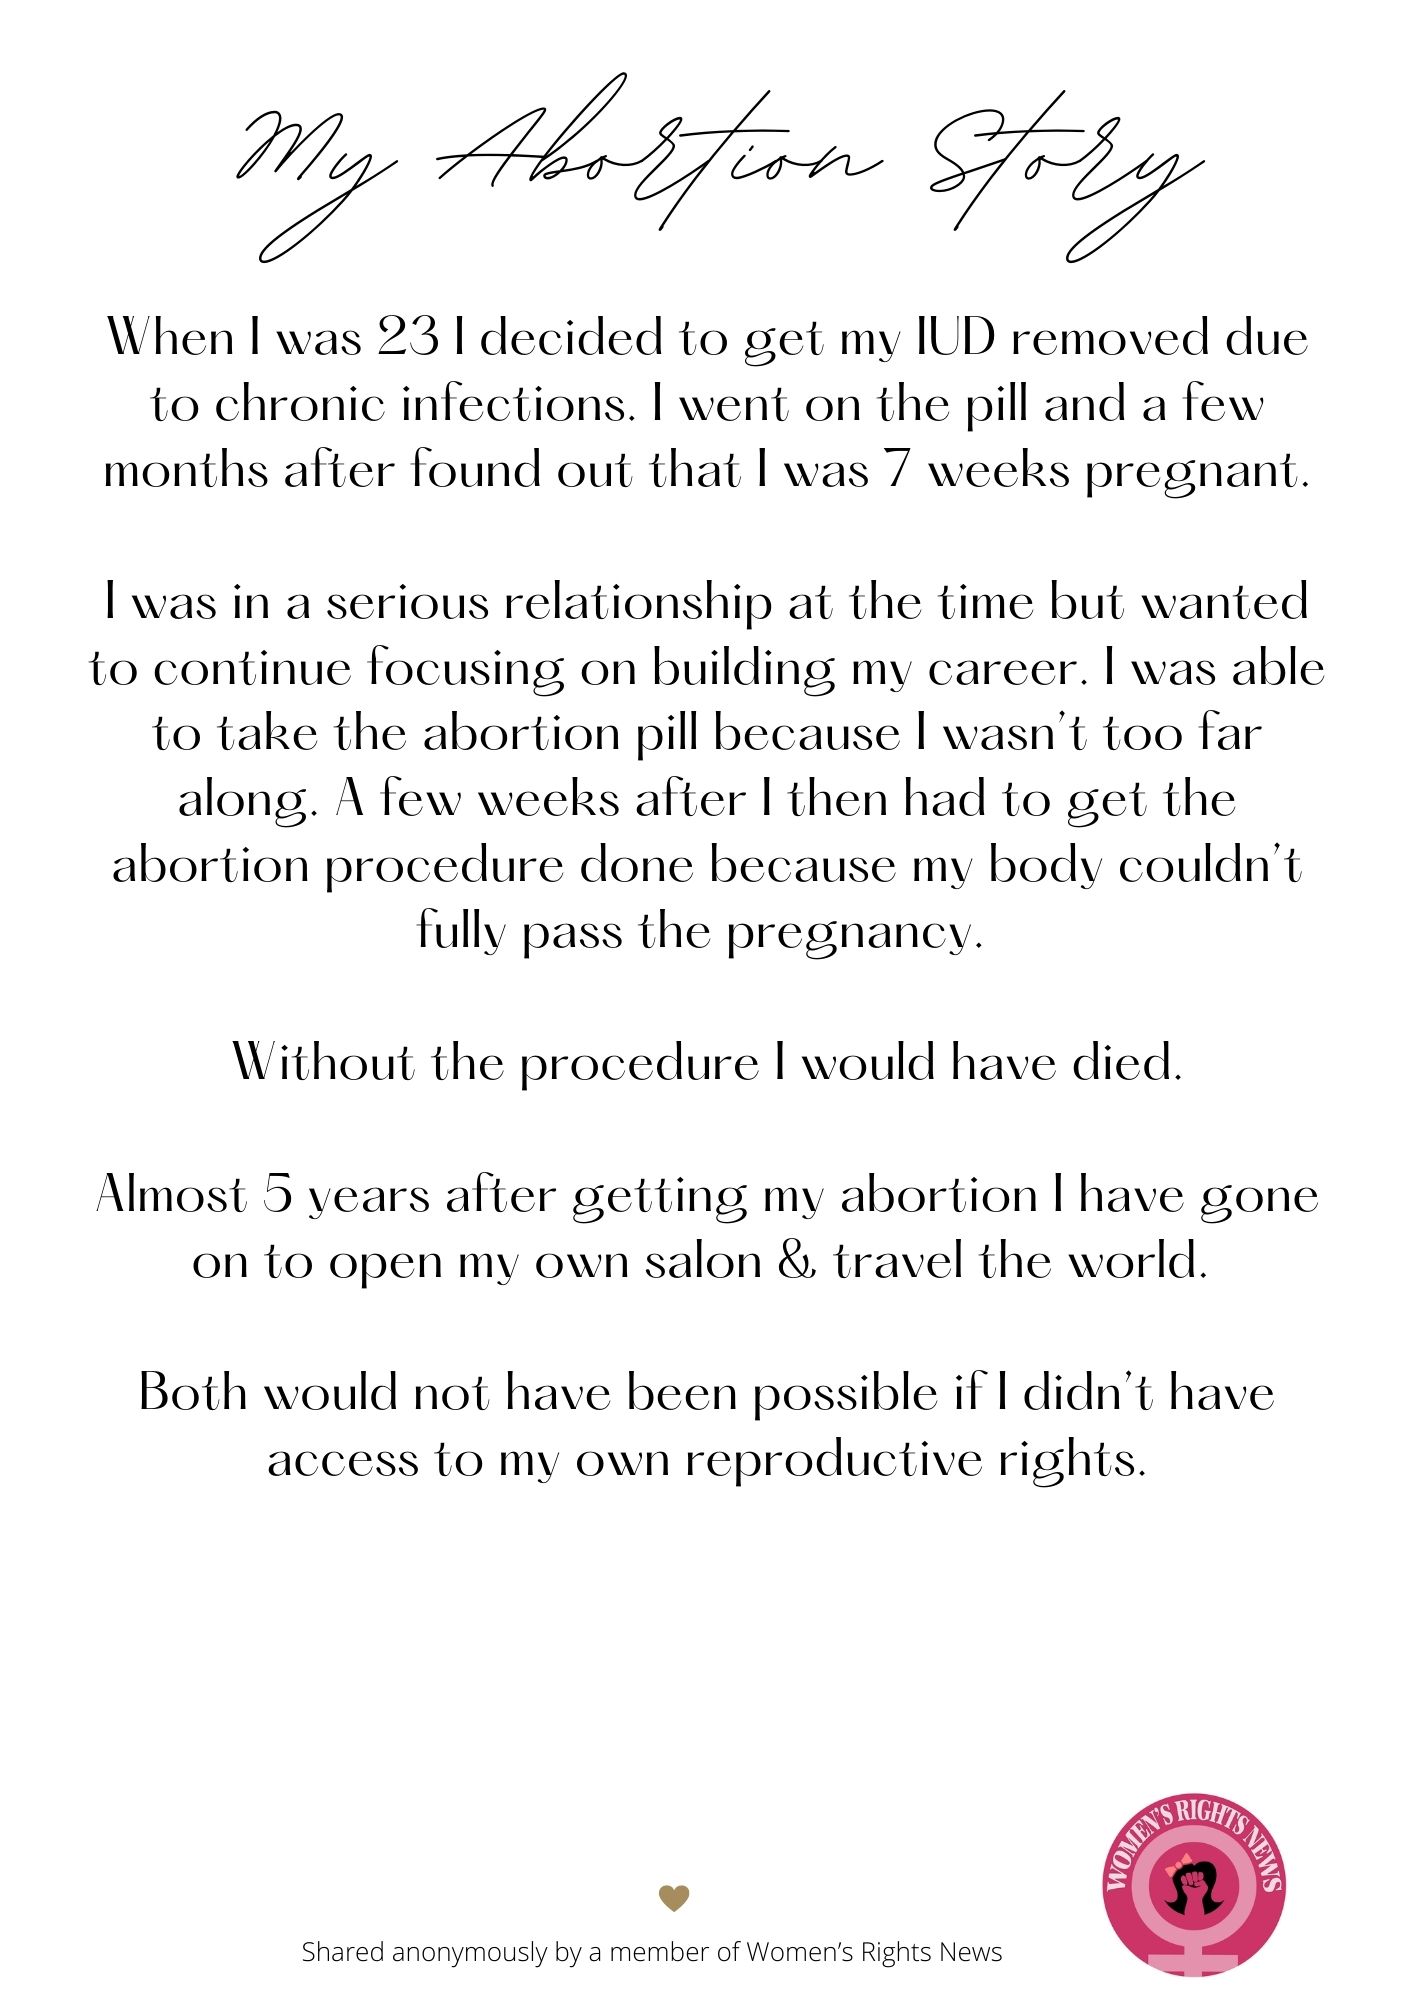 My Abortion Story
When I was 23 I decided to get my IUD removed due
to chronic infections. I went on the pill and a few
months after found out that I was 7 weeks pregnant.
I was in a serious relationship at the time but wanted
to continue focusing on building my career. I was able
to take the abortion pill because I wasn't too far
along. A few weeks after I then had to get the
abortion procedure done because my body couldn't
fully pass the pregnancy.
Without the procedure I would have died.
Almost 5 years after getting my abortion I have gone
on to open my own salon & travel the world.
Both would not have been possible if I didn't have
access to my own reproductive rights.
WOMEN'S RIGHTS NEWS
Shared anonymously by a member of Women's Rights News